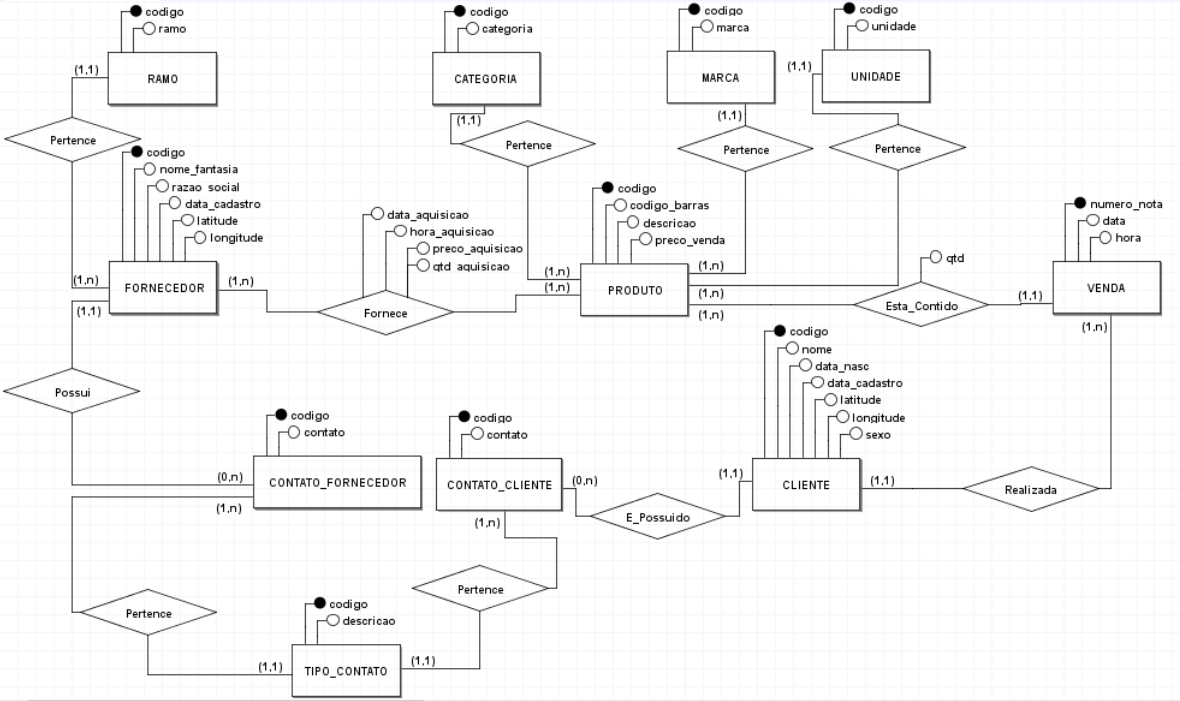 codigo
ramo
(1,1)
RAMO
Pertence
codigo
categoria
CATEGORIA
(1,1)
Pertence
codigo
marca
MARCA
(1,1)
Pertence
codigo
unidade
(1,1)
UNIDADE
Pertence
codigo
nome_fantasia
razao_social
data_cadastro
latitude
longitude
(1,n)
FORNECEDOR
(1,n)
(1,1)
data_aquisicao
hora_aquisicao
preco_aquisicao
qtd_aquisicao
Fornece
codigo
codigo_barras
descricao
preco_venda
(1,n)
(1,n)
PRODUTO
(1,n)
(1,n)
(1,n)
qtd
Esta_Contido
(1,1)
numero_nota
data
hora
VENDA
(1,n)
Possui
codigo
contato
(0,n)
CONTATO_FORNECEDOR
(1,n)
codigo
contato
CONTATO_CLIENTE
(0,n)
(1,n)
E_Possuido
codigo
nome
data_nasc
data_cadastro
latitude
longitude
sexo
(1,1)
CLIENTE
(1,1)
Realizada
Pertence
Pertence
codigo
descricao
(1,1)
TIPO_CONTATO
(1,1)